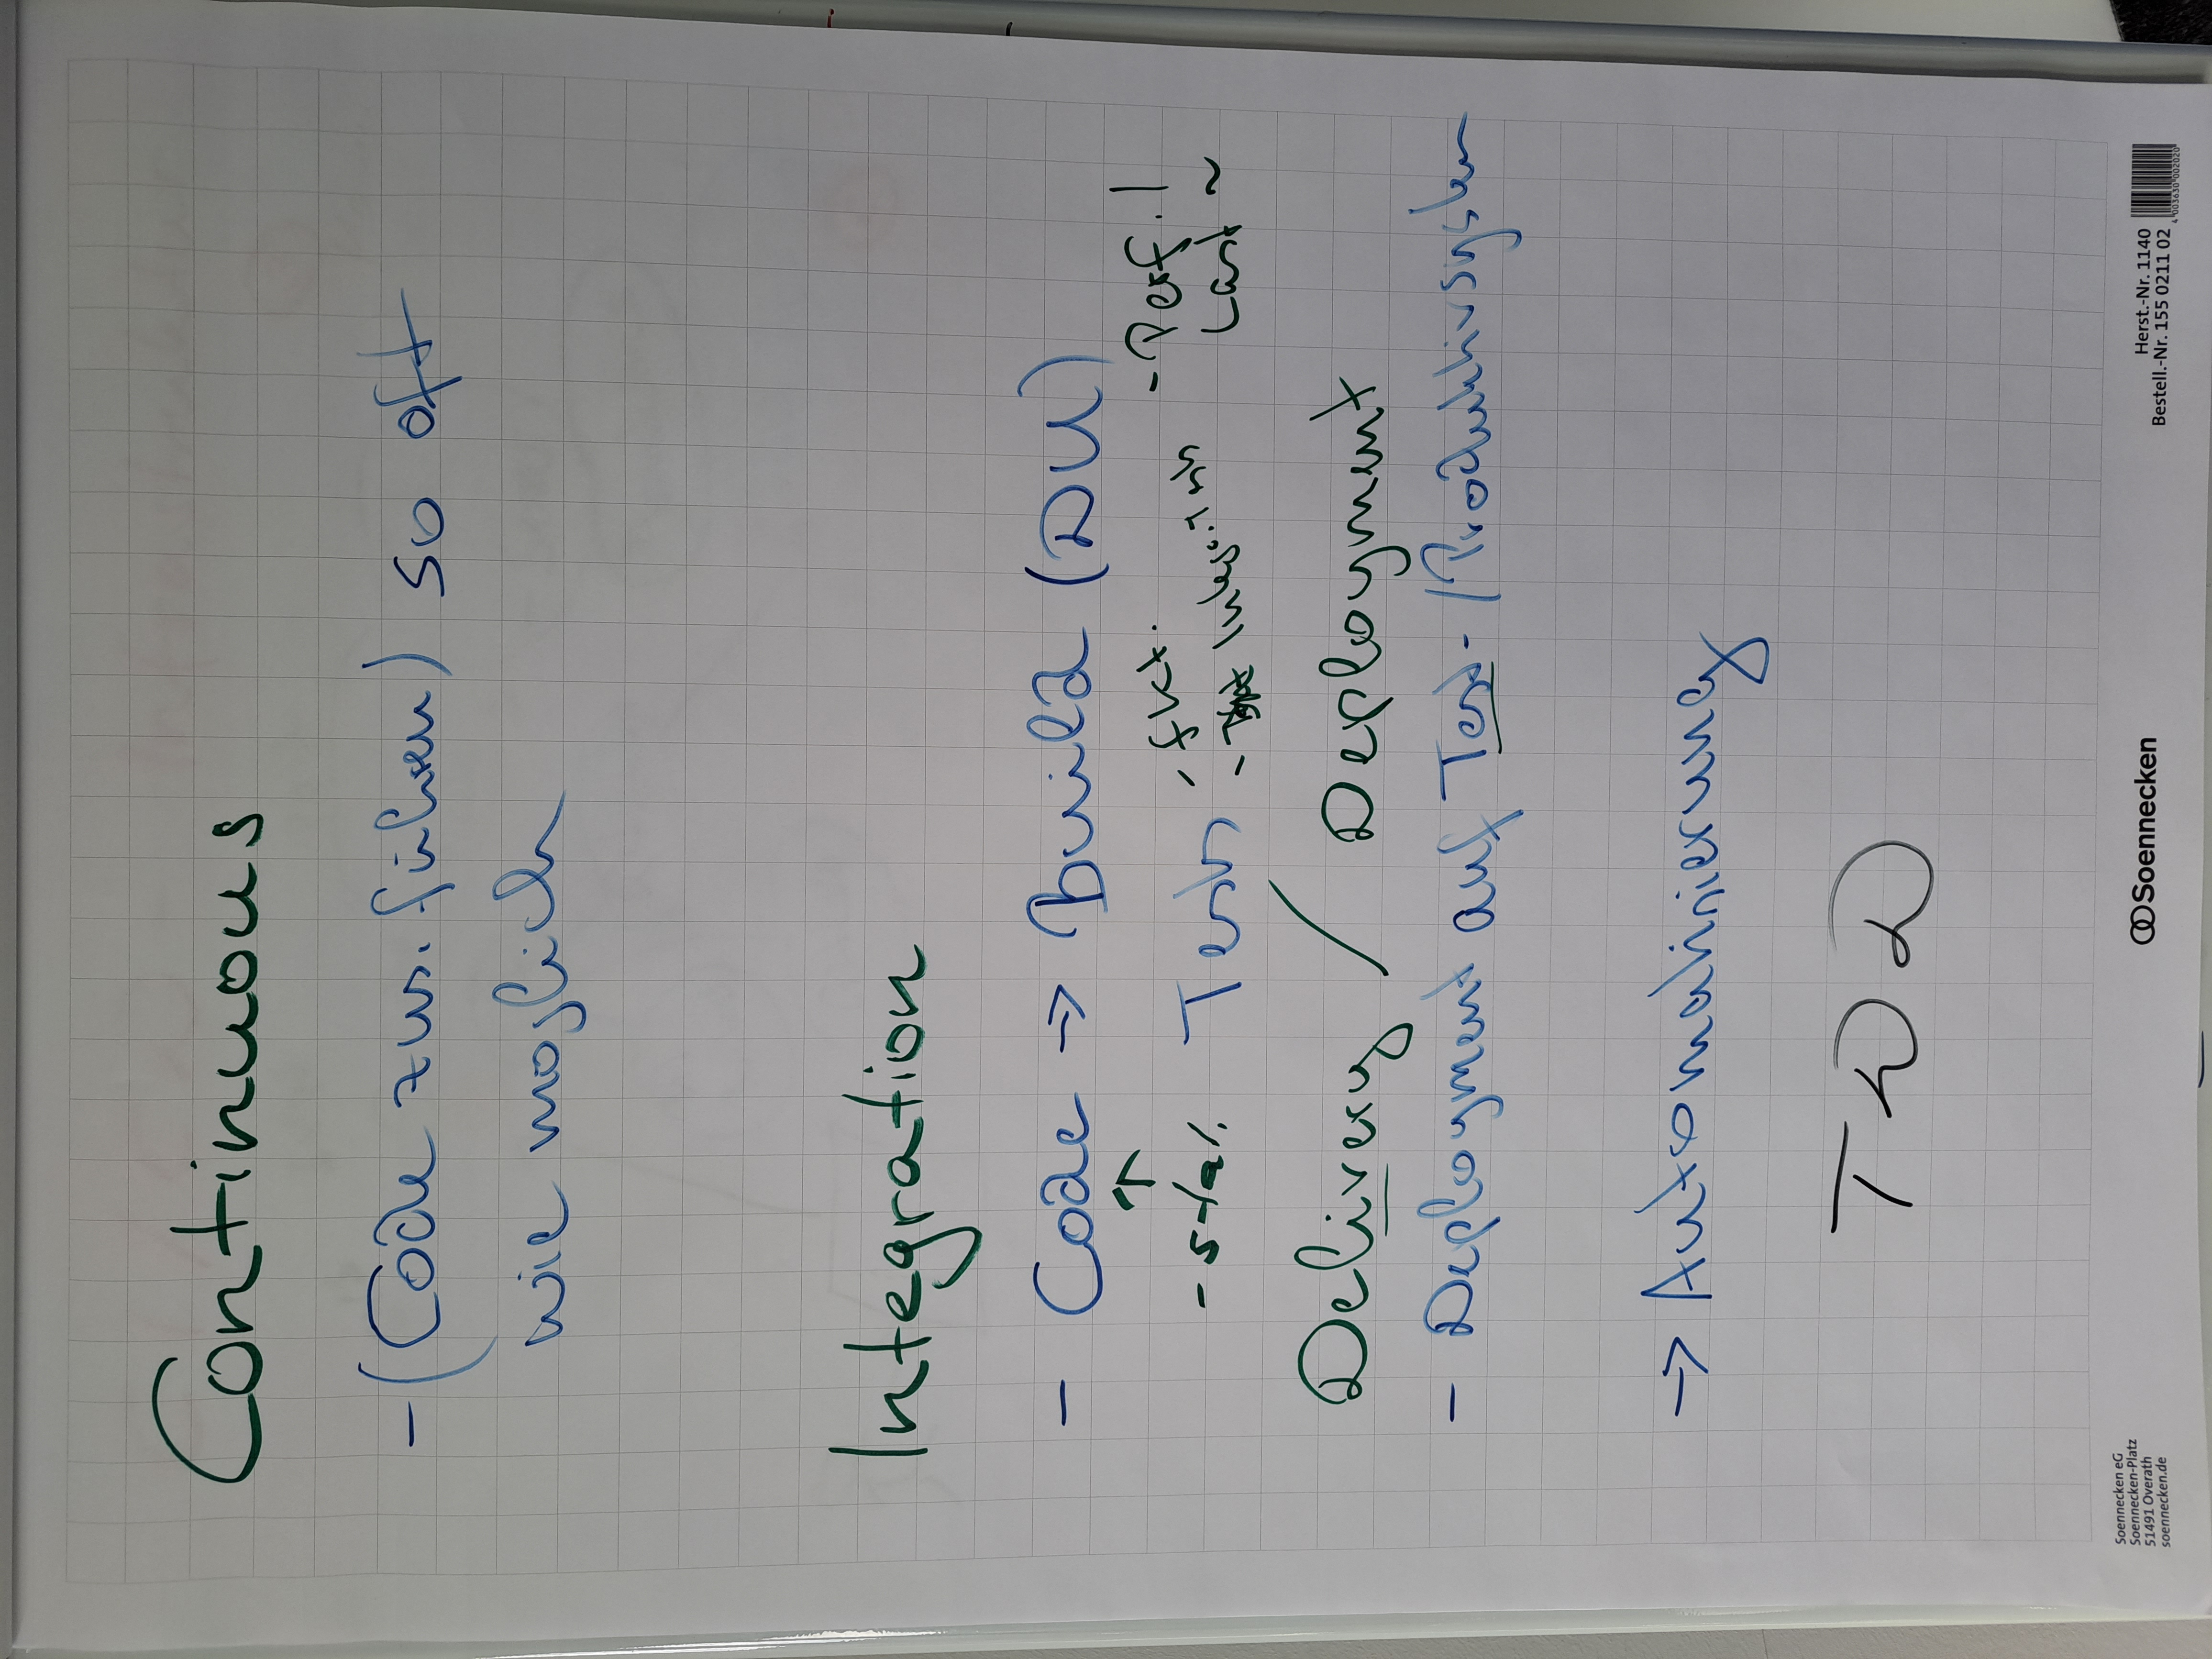 Continuous
- (Code zus. führen) so oft
wie moglich
Integration
- Code → Build (DU)
↑
- stat. Tests - fkt. - Perf. /
- Integr. Tests Last ~
Delivery / Deployment
- Deployment auf Test- / Produktivsystem
→ Automatisierung
TDD
Soennecken eG
Soennecken-Platz
51491 Overath
soennecken.de
Soennecken
Herst.-Nr. 1140
Bestell.-Nr. 155 0211 02
4 003630 002020